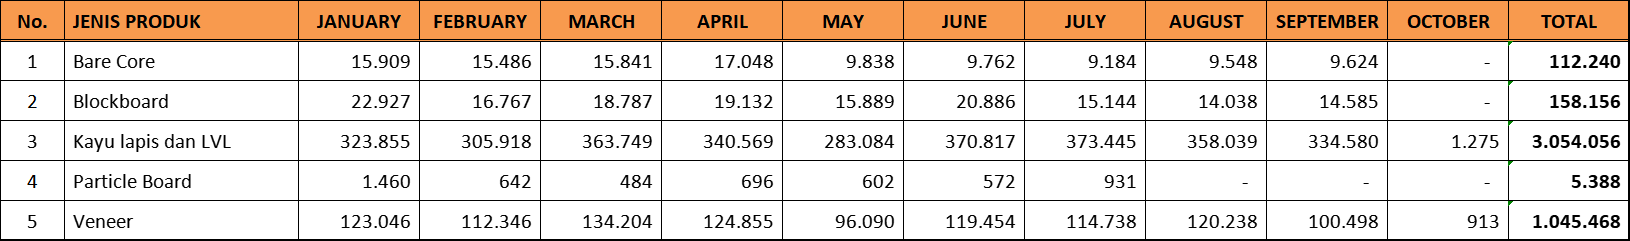 No. JENIS PRODUK JANUARY FEBRUARY MARCH APRIL MAY JUNE JULY AUGUST SEPTEMBER OCTOBER TOTAL
1 Bare Core 15.909 15.486 15.841 17.048 9.838 9.762 9.184 9.548 9.624 - 112.240
2 Blockboard 22.927 16.767 18.787 19.132 15.889 20.886 15.144 14.038 14.585 - 158.156
3 Kayu lapis dan LVL 323.855 305.918 363.749 340.569 283.084 370.817 373.445 358.039 334.580 1.275 3.054.056
4 Particle Board 1.460 642 484 696 602 572 931 - - - 5.388
5 Veneer 123.046 112.346 134.204 124.855 96.090 119.454 114.738 120.238 100.498 913 1.045.468